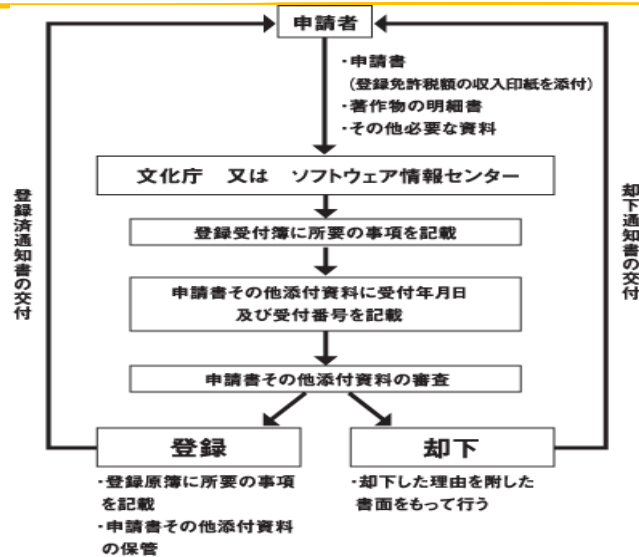 申請者
・申請書
（登録免許税額の収入印紙を添付）
・著作物の明細書
・その他必要な資料
文化庁 又は ソフトウェア情報センター
登録受付簿に所要の事項を記載
申請書その他添付資料に受付年月日
及び受付番号を記載
申請書その他添付資料の審査
登録
・登録原簿に所要の事項
を記載
・申請書その他添付資料
の保管
却下
・却下した理由を附した
書面をもって行う
登録済通知書の交付
却下通知書の交付